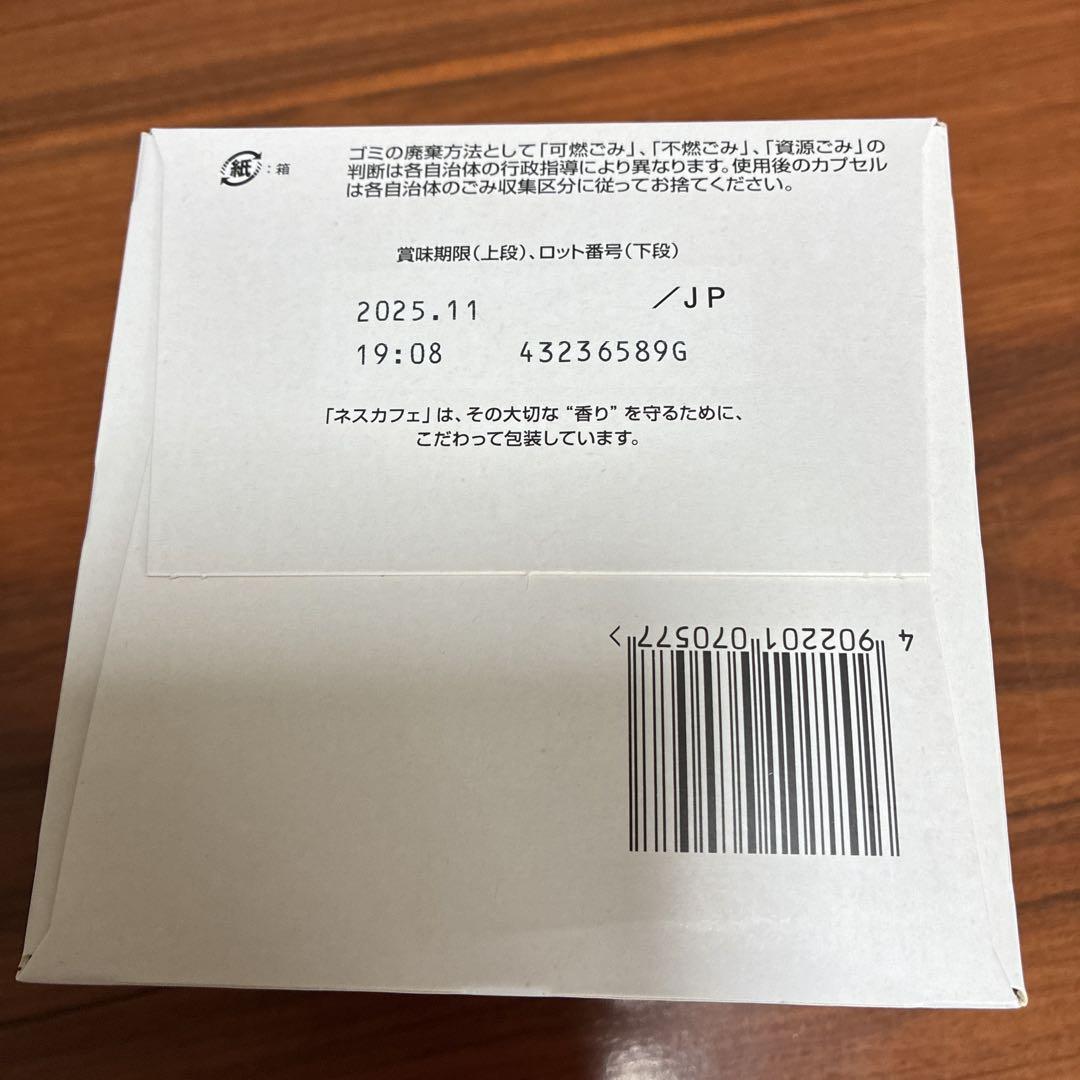 紙：箱
ゴミの廃棄方法として「可燃ごみ」、「不燃ごみ」、「資源ごみ」の
判断は各自治体の行政指導により異なります。使用後のカプセル
は各自治体のごみ収集区分に従ってお捨てください。
賞味期限（上段）、ロット番号（下段）
2025.11 ／JP
19:08 43236589G
「ネスカフェ」は、その大切な“香り”を守るために、
こだわって包装しています。
4 902201 070577 >